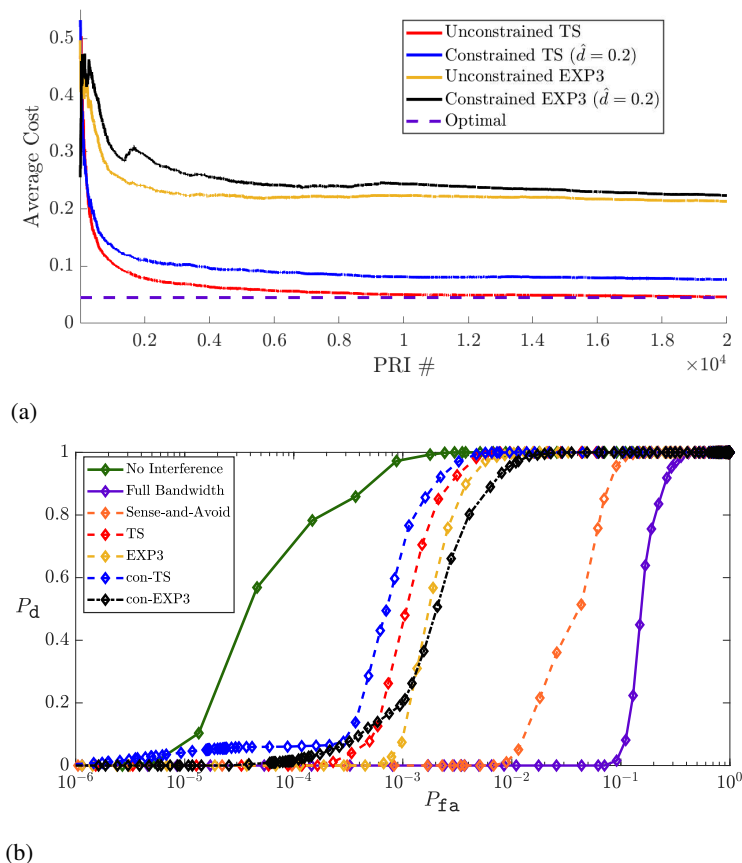 0.5
0.4
0.3
0.2
0.1
0
Average Cost
Unconstrained TS
Constrained TS (d̂ = 0.2)
Unconstrained EXP3
Constrained EXP3 (d̂ = 0.2)
Optimal
0.2 0.4 0.6 0.8 1 1.2 1.4 1.6 1.8 2
PRI #
×10⁴
(a)
1
0.8
0.6
0.4
0.2
0
P_d
No Interference
Full Bandwidth
Sense-and-Avoid
TS
EXP3
con-TS
con-EXP3
10⁻⁶ 10⁻⁵ 10⁻⁴ 10⁻³ 10⁻² 10⁻¹ 10⁰
P_fa
(b)